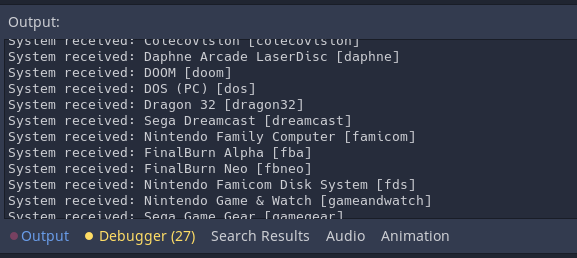 Output:
System received: ColecoVision [colecovision]
System received: Daphne Arcade LaserDisc [daphne]
System received: DOOM [doom]
System received: DOS (PC) [dos]
System received: Dragon 32 [dragon32]
System received: Sega Dreamcast [dreamcast]
System received: Nintendo Family Computer [famicom]
System received: FinalBurn Alpha [fba]
System received: FinalBurn Neo [fbneo]
System received: Nintendo Famicom Disk System [fds]
System received: Nintendo Game & Watch [gameandwatch]
System received: Sega Game Gear [gamegear]
Output Debugger (27) Search Results Audio Animation